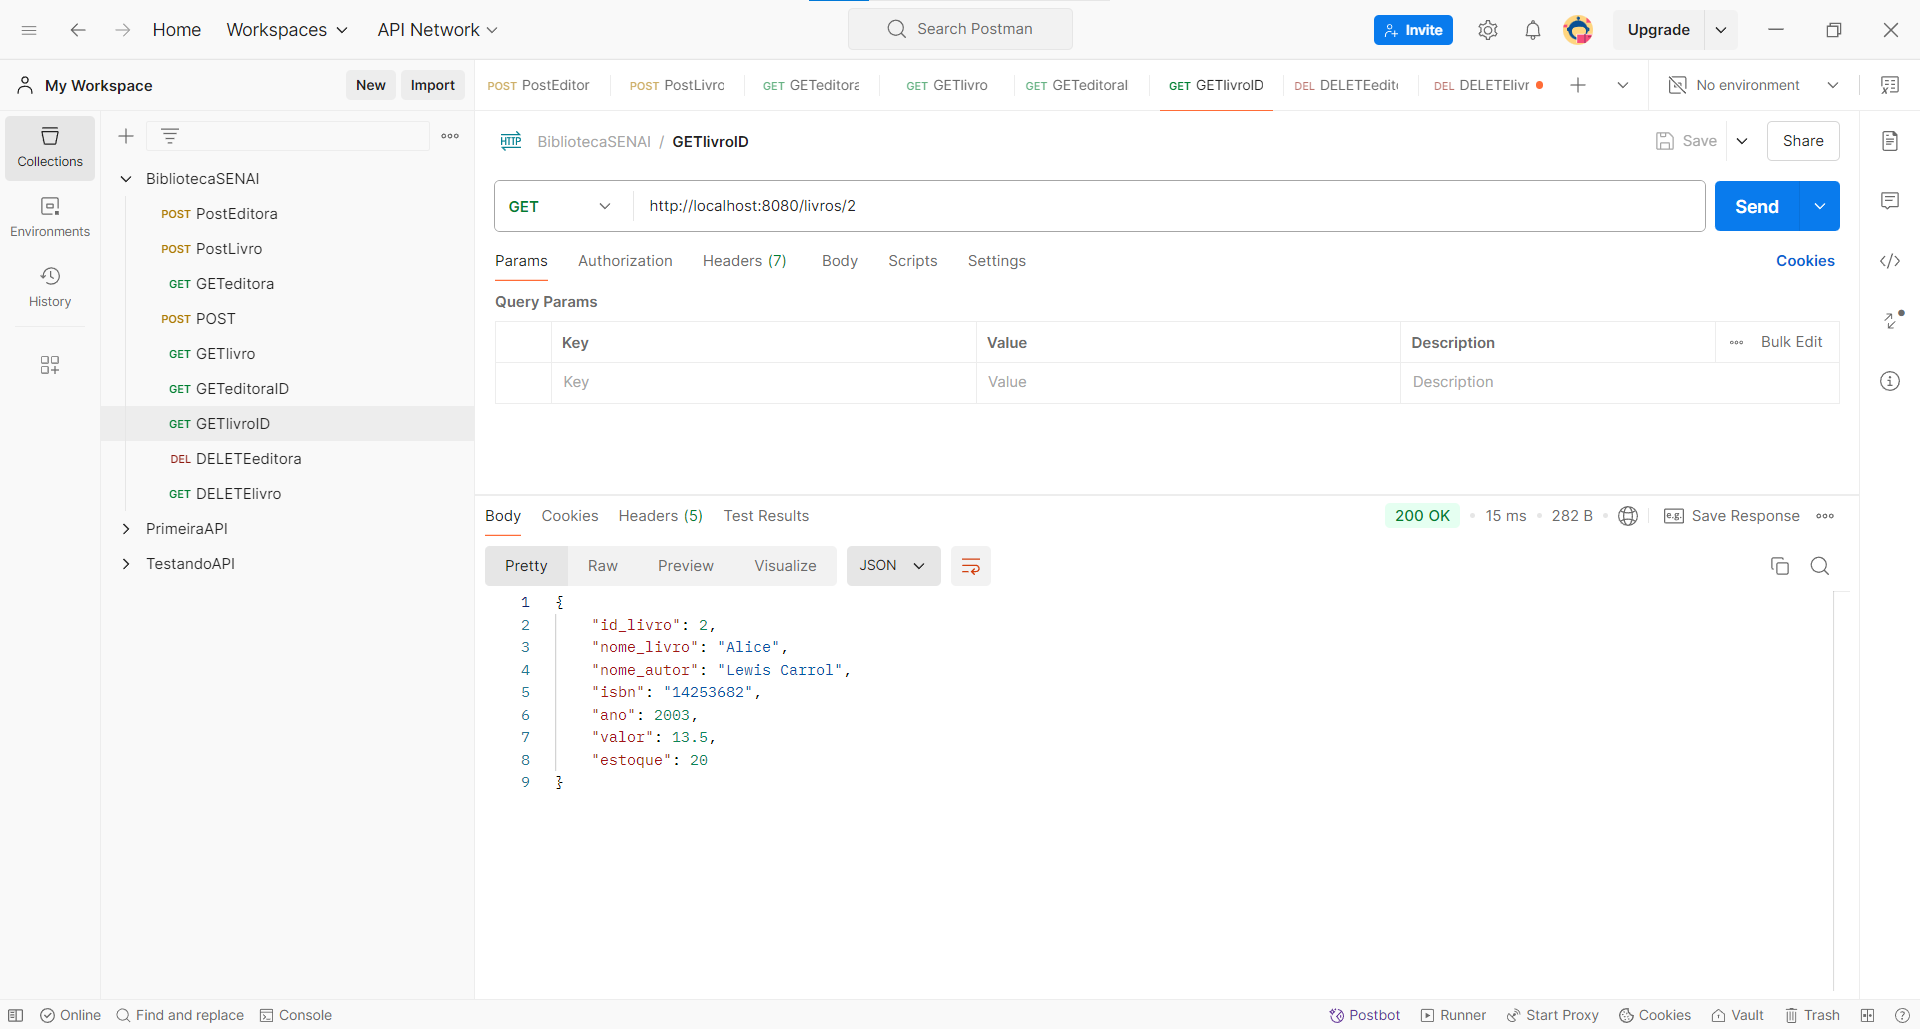 Home Workspaces API Network Search Postman Invite Upgrade
My Workspace New Import
POST PostEditor POST PostLivro GET GETeditora GET GETlivro GET GETeditoral GET GETlivroID DEL DELETEedito DEL DELETElivr No environment
Collections
Environments
History
BibliotecaSENAI
POST PostEditora
POST PostLivro
GET GETeditora
POST POST
GET GETlivro
GET GETeditoraID
GET GETlivroID
DEL DELETEeditora
GET DELETElivro
PrimeiraAPI
TestandoAPI
HTTP BibliotecaSENAI / GETlivroID Save Share
GET http://localhost:8080/livros/2 Send
Params Authorization Headers (7) Body Scripts Settings Cookies
Query Params
Key Value Description Bulk Edit
Key Value Description
Body Cookies Headers (5) Test Results 200 OK 15 ms 282 B e.g. Save Response
Pretty Raw Preview Visualize JSON
1 {
2 "id_livro": 2,
3 "nome_livro": "Alice",
4 "nome_autor": "Lewis Carrol",
5 "isbn": "14253682",
6 "ano": 2003,
7 "valor": 13.5,
8 "estoque": 20
9 }
Online Find and replace Console Postbot Runner Start Proxy Cookies Vault Trash